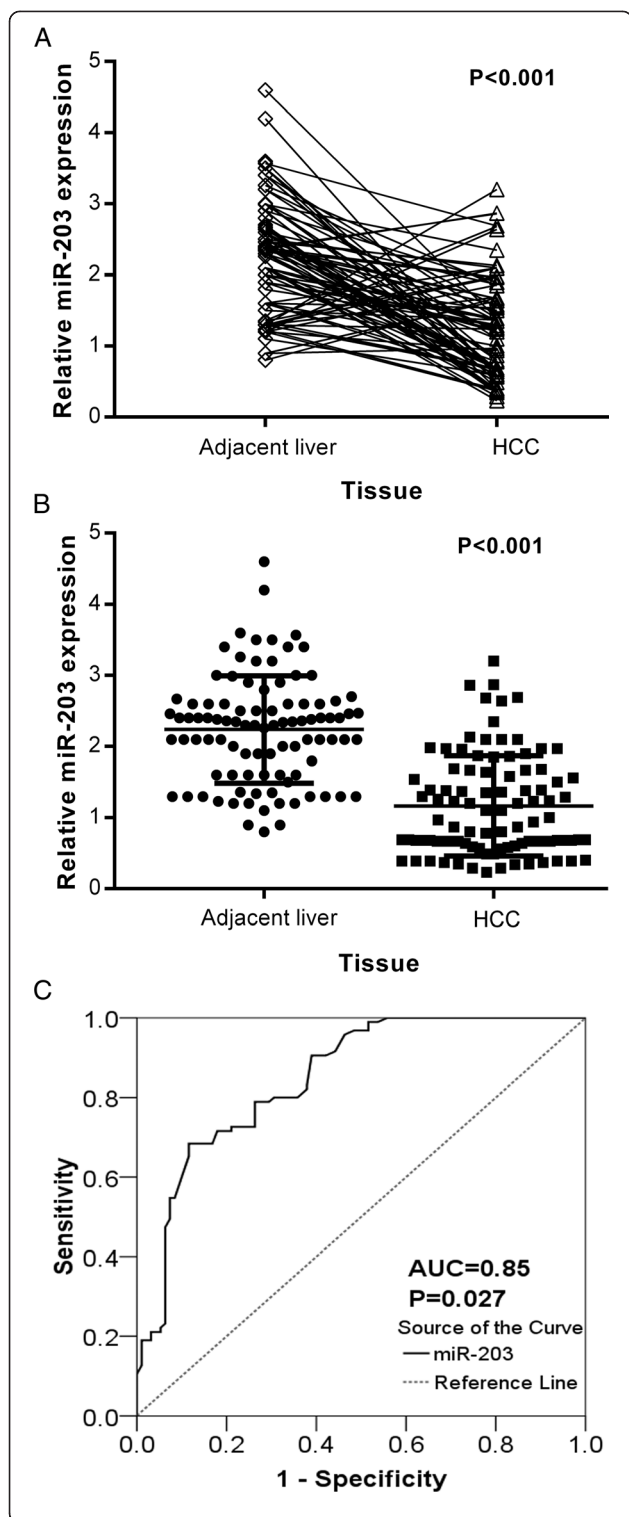 A
5
4
3
2
1
0
Relative miR-203 expression
P<0.001
Adjacent liver
HCC
Tissue
B
5
4
3
2
1
0
Relative miR-203 expression
P<0.001
Adjacent liver
HCC
Tissue
C
1.0
0.8
0.6
0.4
0.2
0.0
Sensitivity
AUC=0.85
P=0.027
Source of the Curve
miR-203
Reference Line
0.0 0.2 0.4 0.6 0.8 1.0
1 - Specificity